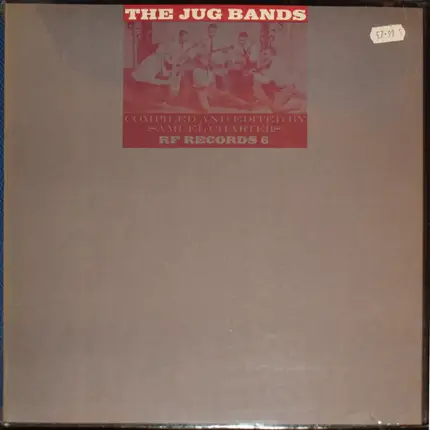 THE JUG BANDS
COMPILED AND EDITED BY
SAMUEL CHARTERS
RF RECORDS 6